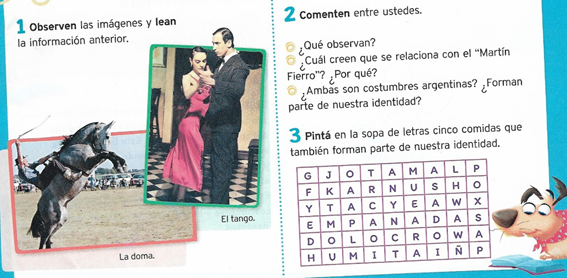 1 Observen las imágenes y lean
la información anterior.
La doma.
El tango.
2 Comenten entre ustedes.
¿Qué observan?
¿Cuál creen que se relaciona con el “Martín
Fierro”? ¿Por qué?
¿Ambas son costumbres argentinas? ¿Forman
parte de nuestra identidad?
3 Pintá en la sopa de letras cinco comidas que
también forman parte de nuestra identidad.
G J O T A M A L P
F K A R N U S H O
Y T A C Y E A W X
E M P A N A D A S
D O L O C R O W A
H U M I T A I Ñ P